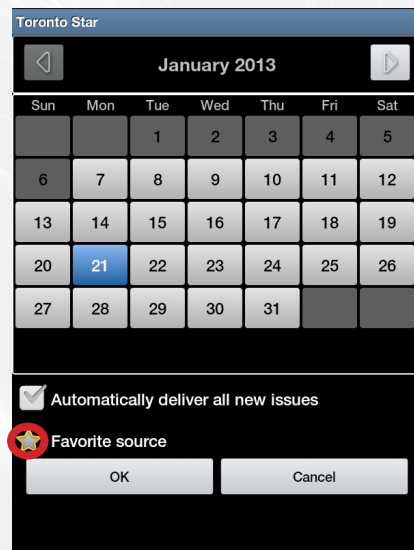 Toronto Star
January 2013
Sun Mon Tue Wed Thu Fri Sat
1 2 3 4 5
6 7 8 9 10 11 12
13 14 15 16 17 18 19
20 21 22 23 24 25 26
27 28 29 30 31
Automatically deliver all new issues
Favorite source
OK Cancel